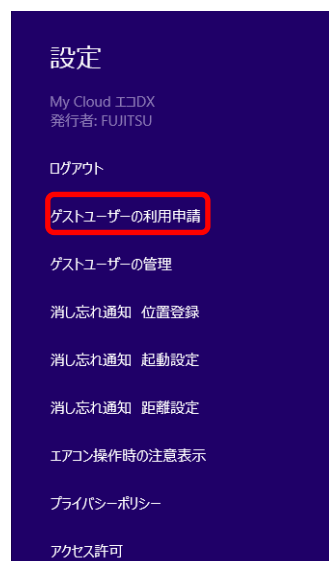 設定
My Cloud エコDX
発行者: FUJITSU
ログアウト
ゲストユーザーの利用申請
ゲストユーザーの管理
消し忘れ通知 位置登録
消し忘れ通知 起動設定
消し忘れ通知 距離設定
エアコン操作時の注意表示
プライバシーポリシー
アクセス許可